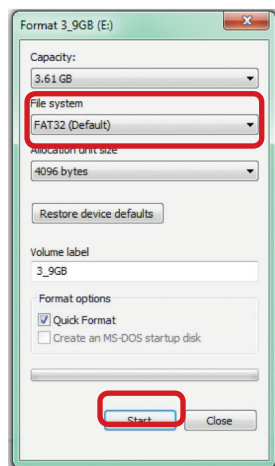 Format 3_9GB (E:)
Capacity:
3.61 GB
File system
FAT32 (Default)
Allocation unit size
4096 bytes
Restore device defaults
Volume label
3_9GB
Format options
Quick Format
Create an MS-DOS startup disk
Start
Close